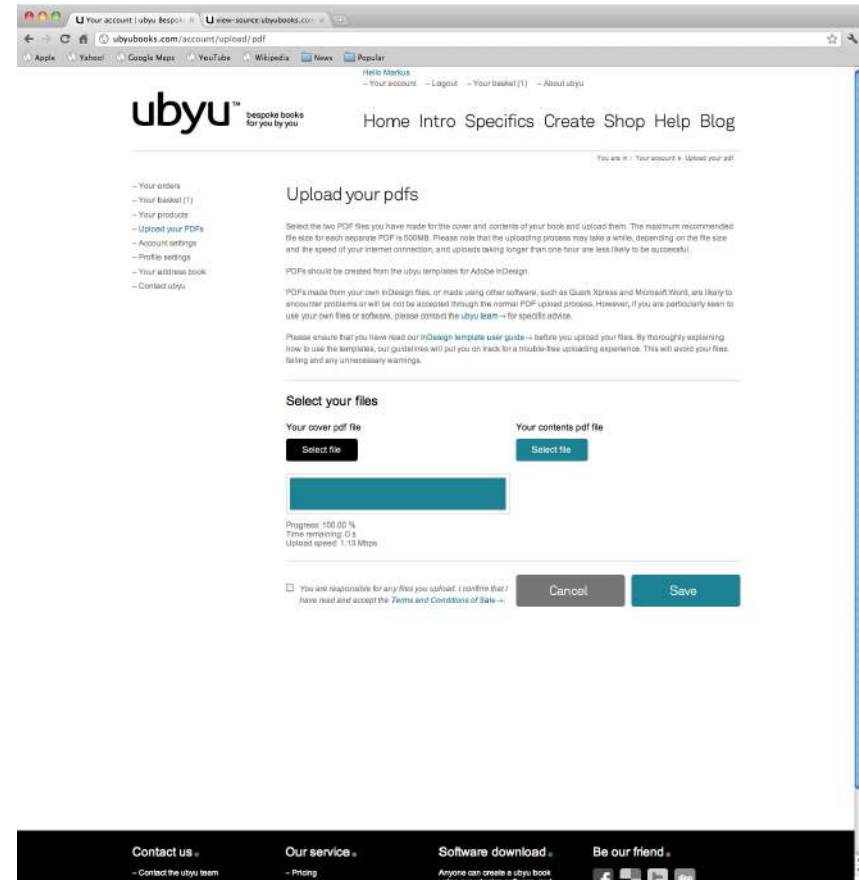 U Your account | ubyu Bespok
U view-source:ubyubooks.com
ubyubooks.com/account/upload/pdf
Apple Yahoo! Google Maps YouTube Wikipedia News Popular
Hello Markus
– Your account – Logout – Your basket (1) – About ubyu
ubyu™ bespoke books
for you by you
Home Intro Specifics Create Shop Help Blog
You are in : Your account Upload your pdf
– Your orders
– Your basket (1)
– Your products
– Upload your PDFs
– Account settings
– Profile settings
– Your address book
– Contact ubyu
Upload your pdfs
Select the two PDF files you have made for the cover and contents of your book and upload them. The maximum recommended
file size for each separate PDF is 500MB. Please note that the uploading process may take a while, depending on the file size
and the speed of your internet connection, and uploads taking longer than one hour are less likely to be successful.
PDFs should be created from the ubyu templates for Adobe InDesign.
PDFs made from your own InDesign files, or made using other software, such as Quark Xpress and Microsoft Word, are likely to
encounter problems or will be not be accepted through the normal PDF upload process. However, if you are particularly keen to
use your own files or software, please contact the ubyu team→ for specific advice.
Please ensure that you have read our InDesign template user guide→ before you upload your files. By thoroughly explaining
how to use the templates, our guidelines will put you on track for a trouble-free uploading experience. This will avoid your files
failing and any unnecessary warnings.
Select your files
Your cover pdf file Your contents pdf file
Select file Select file
Progress: 100.00 %
Time remaining: 0 s
Upload speed: 1.13 Mbps
You are responsible for any files you upload. I confirm that I
have read and accept the Terms and Conditions of Sale→.
Cancel Save
Contact us Our service Software download Be our friend
– Contact the ubyu team – Pricing Anyone can create a ubyu book